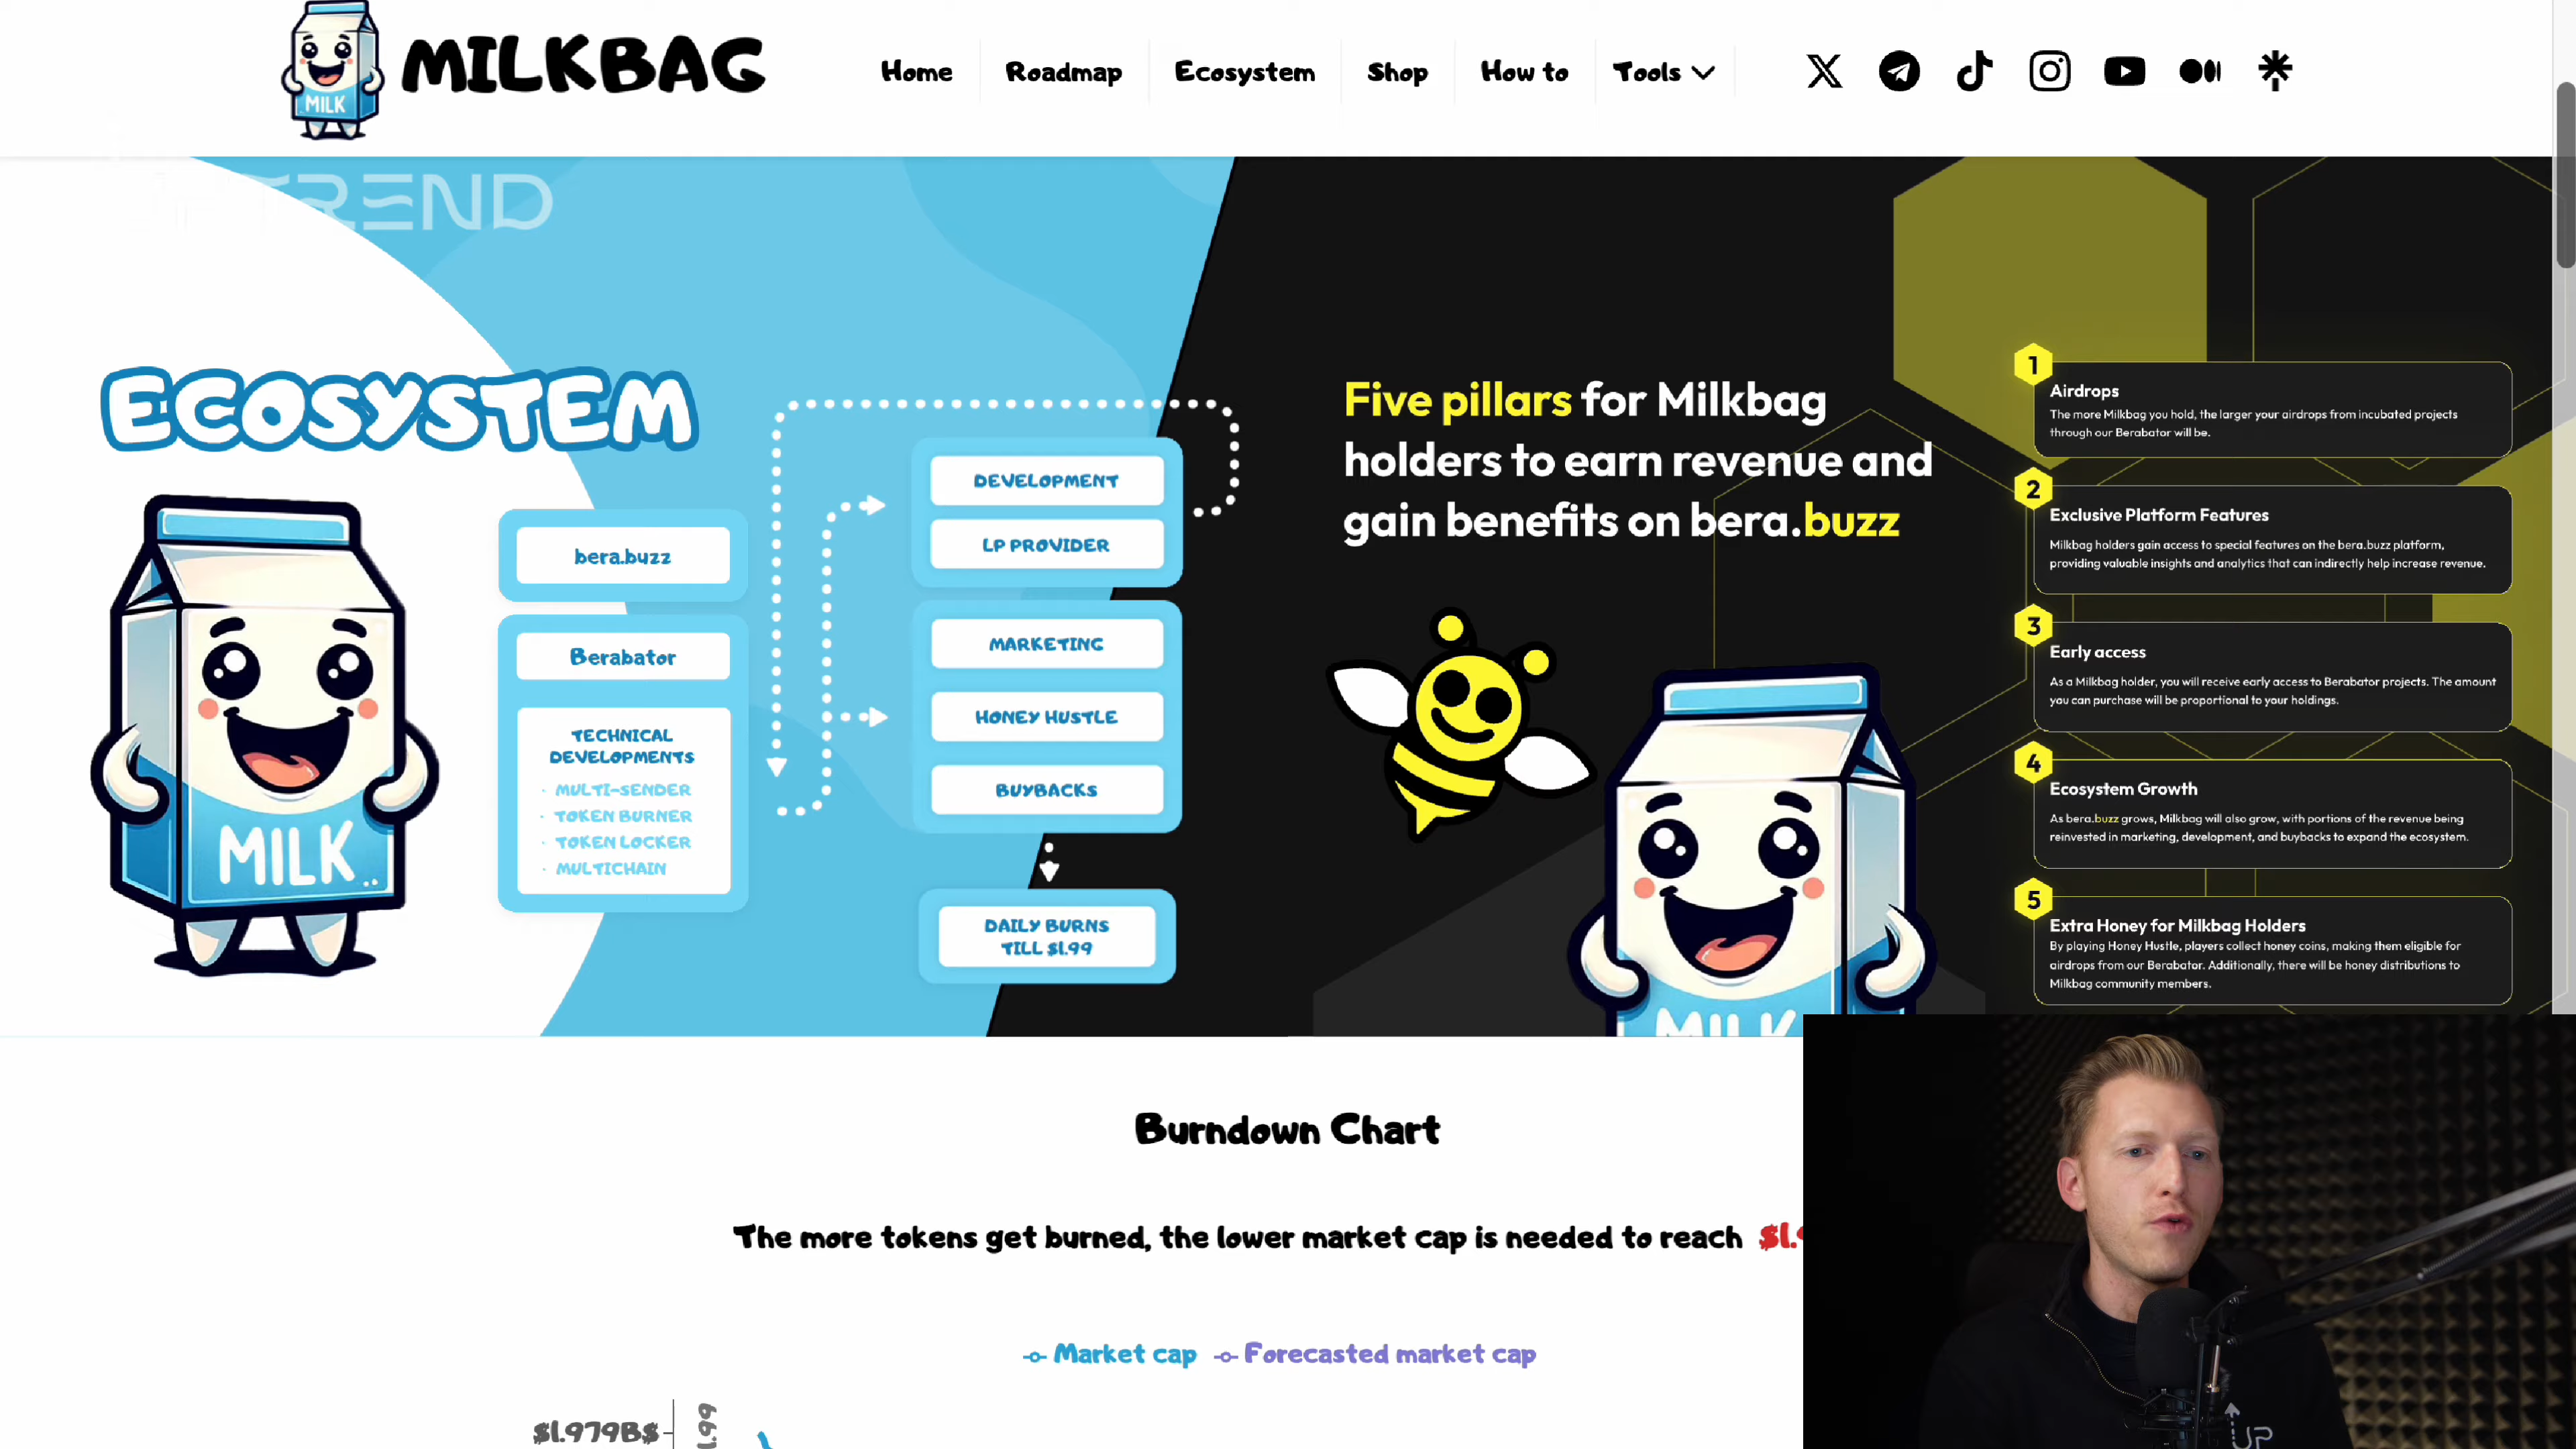 MILK
MILKBAG
Home
Roadmap
Ecosystem
Shop
How to
Tools
TREND
ECOSYSTEM
MILK
bera.buzz
Berabator
TECHNICAL
DEVELOPMENTS
· MULTI-SENDER
· TOKEN BURNER
· TOKEN LOCKER
· MULTICHAIN
DEVELOPMENT
LP PROVIDER
MARKETING
HONEY HUSTLE
BUYBACKS
DAILY BURNS
TILL $1.99
Five pillars for Milkbag
holders to earn revenue and
gain benefits on bera.buzz
MILK
1
Airdrops
The more Milkbag you hold, the larger your airdrops from incubated projects
through our Berabator will be.
2
Exclusive Platform Features
Milkbag holders gain access to special features on the bera.buzz platform,
providing valuable insights and analytics that can indirectly help increase revenue.
3
Early access
As a Milkbag holder, you will receive early access to Berabator projects. The amount
you can purchase will be proportional to your holdings.
4
Ecosystem Growth
As bera.buzz grows, Milkbag will also grow, with portions of the revenue being
reinvested in marketing, development, and buybacks to expand the ecosystem.
5
Extra Honey for Milkbag Holders
By playing Honey Hustle, players collect honey coins, making them eligible for
airdrops from our Berabator. Additionally, there will be honey distributions to
Milkbag community members.
Burndown Chart
The more tokens get burned, the lower market cap is needed to reach $1.
Market cap
Forecasted market cap
$1.979B$
1.99
UP